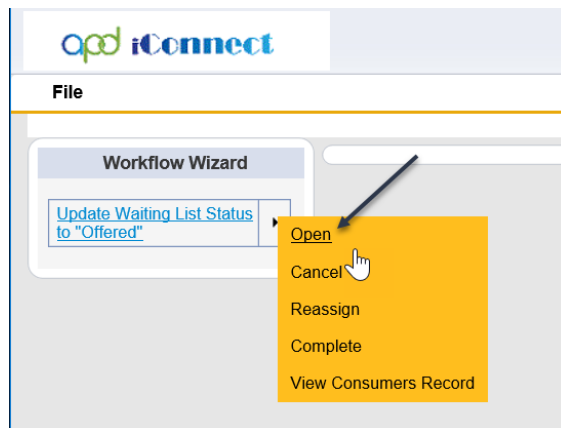 apd iConnect
File
Workflow Wizard
Update Waiting List Status
to "Offered"
Open
Cancel
Reassign
Complete
View Consumers Record